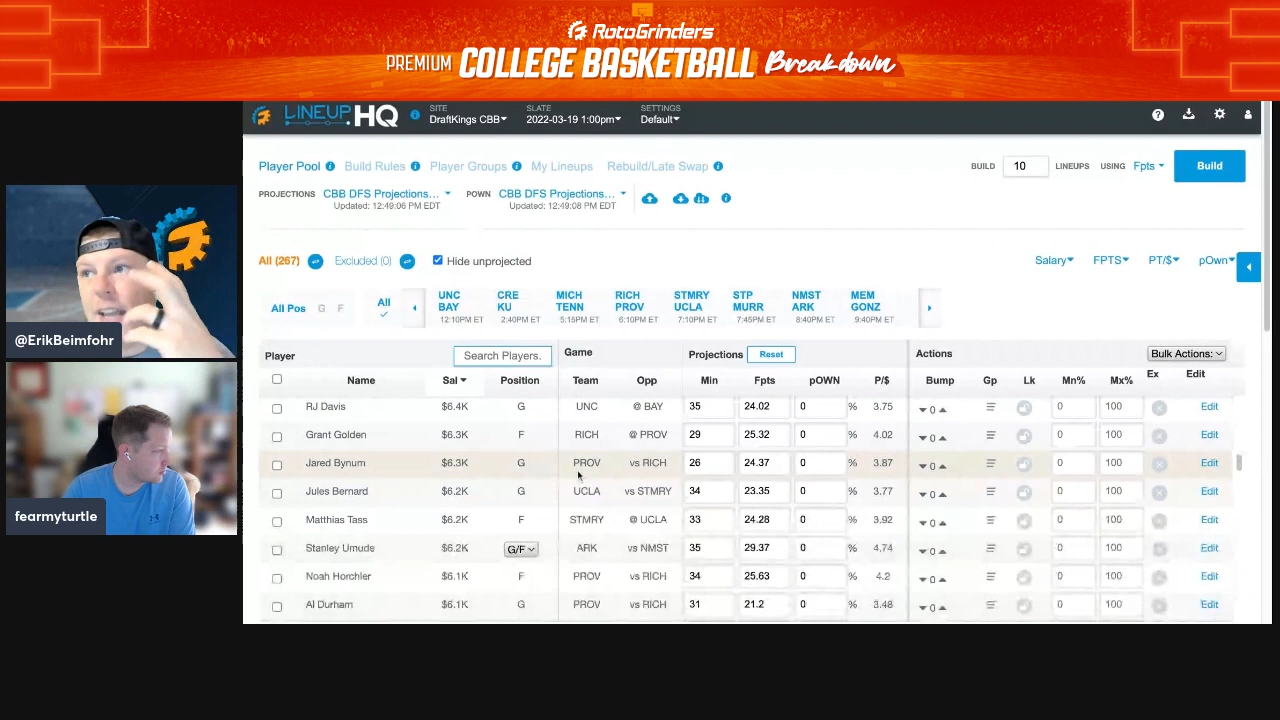 RotoGrinders
PREMIUM COLLEGE BASKETBALL Breakdown
LINEUP HQ
SITE
DraftKings CBB
SLATE
2022-03-19 1:00pm
SETTINGS
Default
Player Pool Build Rules Player Groups My Lineups Rebuild/Late Swap
BUILD 10 LINEUPS USING Fpts Build
PROJECTIONS CBB DFS Projections... POWN CBB DFS Projections...
Updated: 12:49:06 PM EDT Updated: 12:49:08 PM EDT
All (267) Excluded (0) Hide unprojected Salary FPTS PT/$ pOwn
All Pos G F All
UNC BAY 12:10PM ET
CRE KU 2:40PM ET
MICH TENN 5:15PM ET
RICH PROV 6:10PM ET
STMRY UCLA 7:10PM ET
STP MURR 7:45PM ET
NMST ARK 8:40PM ET
MEM GONZ 9:40PM ET
Player Search Players. Game Projections Reset Actions Bulk Actions:
Name Sal Position Team Opp Min Fpts pOWN P/$ Bump Gp Lk Mn% Mx% Ex Edit
RJ Davis $6.4K G UNC @ BAY 35 24.02 0 % 3.75 0 0 100 Edit
Grant Golden $6.3K F RICH @ PROV 29 25.32 0 % 4.02 0 0 100 Edit
Jared Bynum $6.3K G PROV vs RICH 26 24.37 0 % 3.87 0 0 100 Edit
Jules Bernard $6.2K G UCLA vs STMRY 34 23.35 0 % 3.77 0 0 100 Edit
Matthias Tass $6.2K F STMRY @ UCLA 33 24.28 0 % 3.92 0 0 100 Edit
Stanley Umude $6.2K G/F ARK vs NMST 35 29.37 0 % 4.74 0 0 100 Edit
Noah Horchler $6.1K F PROV vs RICH 34 25.63 0 % 4.2 0 0 100 Edit
Al Durham $6.1K G PROV vs RICH 31 21.2 0 % 3.48 0 0 100 Edit
@ErikBeimfohr
fearmyturtle